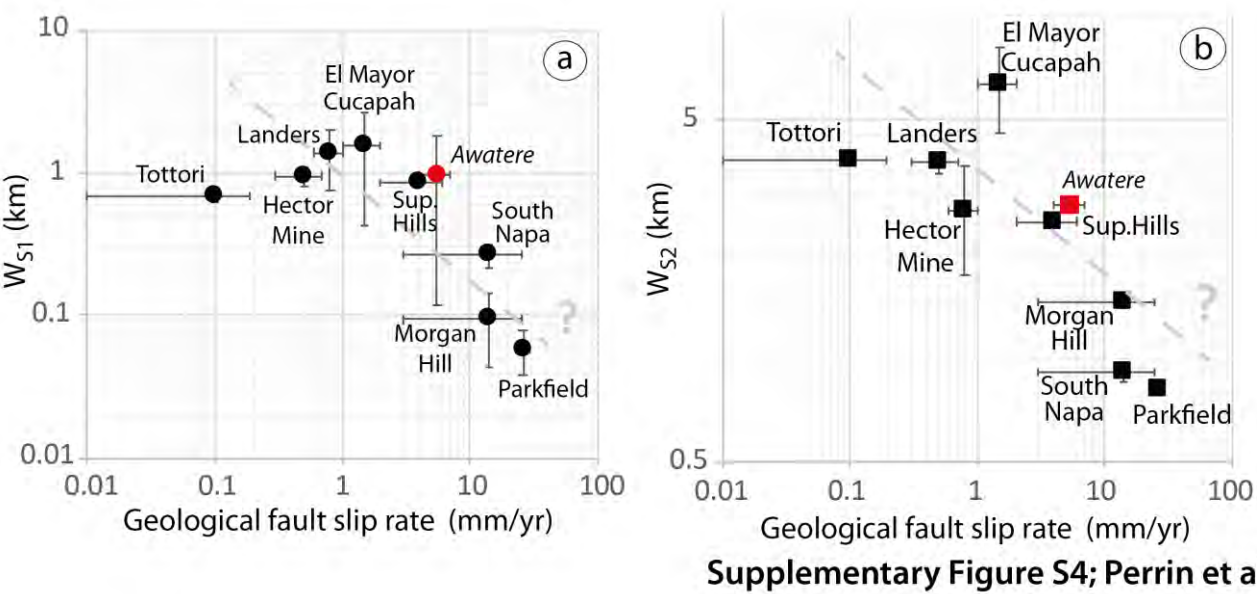 10
1
0.1
0.01
W_S1 (km)
a
El Mayor
Cucapah
Landers
Tottori
Awatere
Hector
Mine
Sup.
Hills
South
Napa
Morgan
Hill
?
Parkfield
0.01 0.1 1 10 100
Geological fault slip rate (mm/yr)
5
0.5
W_S2 (km)
b
El Mayor
Cucapah
Tottori
Landers
Awatere
Hector
Mine
Sup.Hills
?
Morgan
Hill
South
Napa
Parkfield
0.01 0.1 1 10 100
Geological fault slip rate (mm/yr)
Supplementary Figure S4; Perrin et a